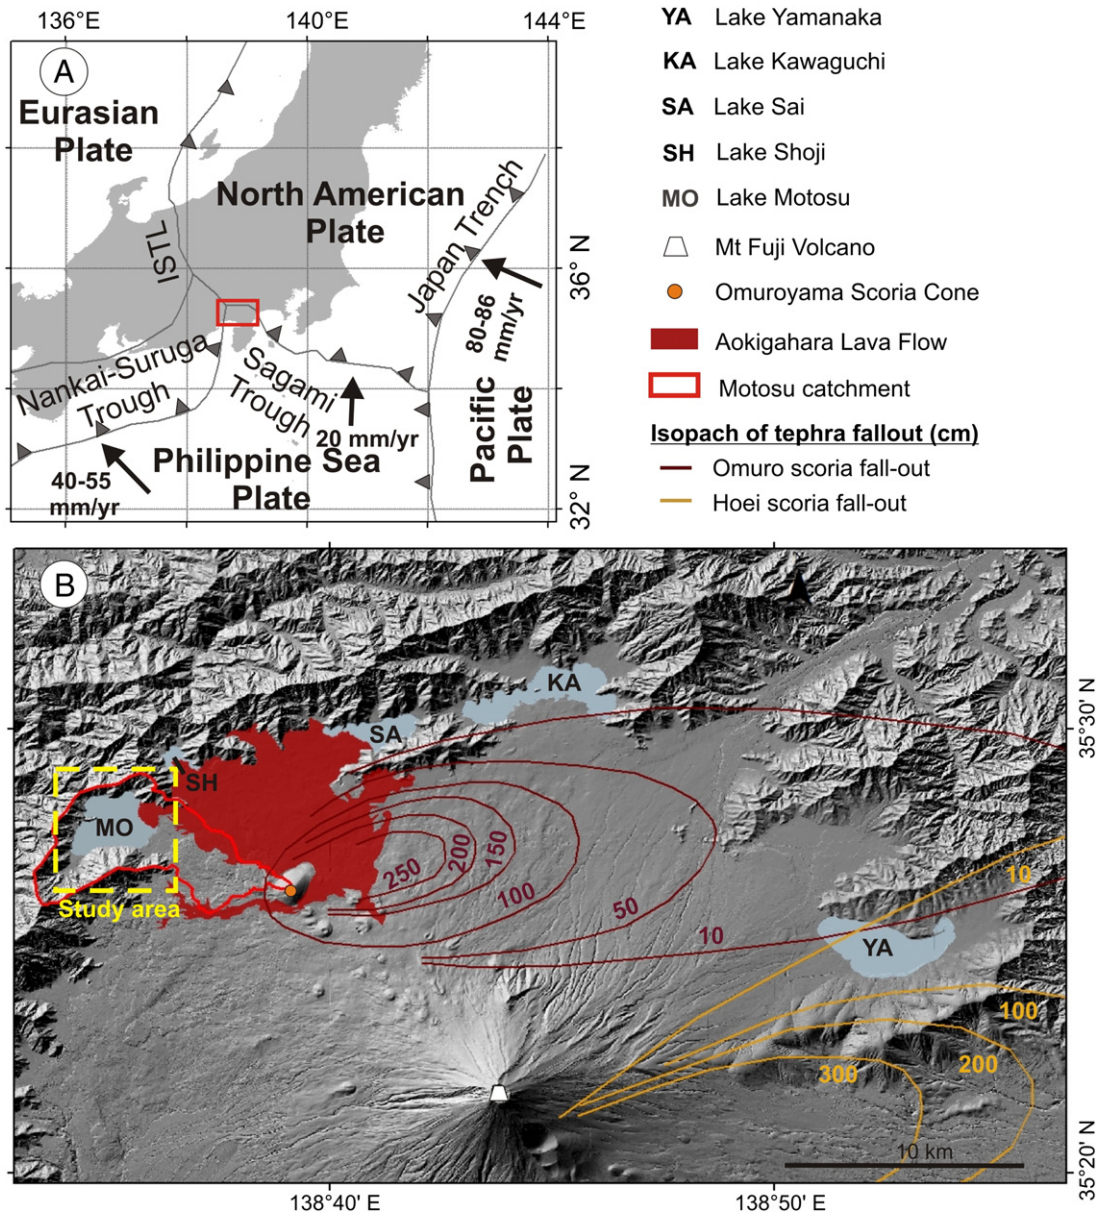 136°E
140°E
144°E
A
Eurasian
Plate
North American
Plate
ISTL
Japan Trench
36° N
80-86
mm/yr
Nankai-Suruga
Trough
Sagami
Trough
20 mm/yr
Pacific
Plate
Philippine Sea
Plate
40-55
mm/yr
32° N
YA Lake Yamanaka
KA Lake Kawaguchi
SA Lake Sai
SH Lake Shoji
MO Lake Motosu
Mt Fuji Volcano
Omuroyama Scoria Cone
Aokigahara Lava Flow
Motosu catchment
Isopach of tephra fallout (cm)
Omuro scoria fall-out
Hoei scoria fall-out
B
KA
SA
35°30' N
SH
MO
Study area
250
200
150
100
50
10
10
YA
100
200
300
10 km
35°20' N
138°40' E
138°50' E